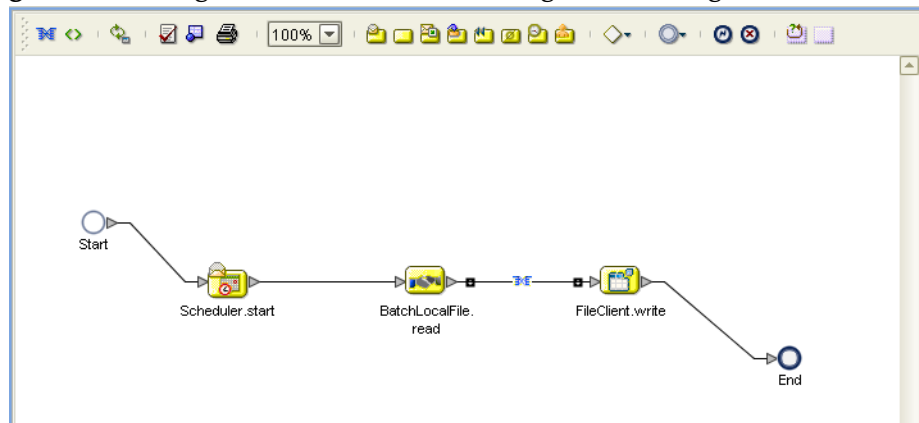 100%
Start
Scheduler.start
BatchLocalFile.
read
FileClient.write
End